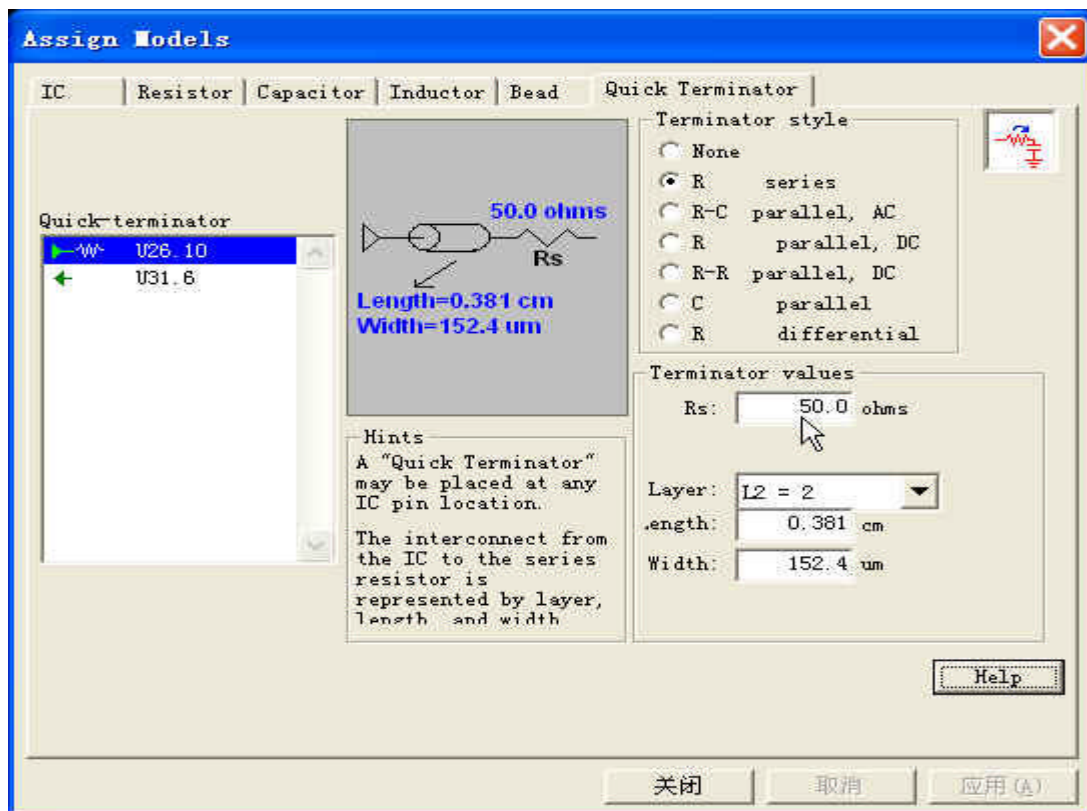 Assign Models
IC Resistor Capacitor Inductor Bead Quick Terminator
Quick-terminator
U26.10
U31.6
50.0 ohms
Rs
Length=0.381 cm
Width=152.4 um
Hints
A "Quick Terminator"
may be placed at any
IC pin location.
The interconnect from
the IC to the series
resistor is
represented by layer,
length and width
Terminator style
None
R series
R-C parallel, AC
R parallel, DC
R-R parallel, DC
C parallel
R differential
Terminator values
Rs: 50.0 ohms
Layer: L2 = 2
.ength: 0.381 cm
Width: 152.4 um
Help
关闭 取消 应用(A)